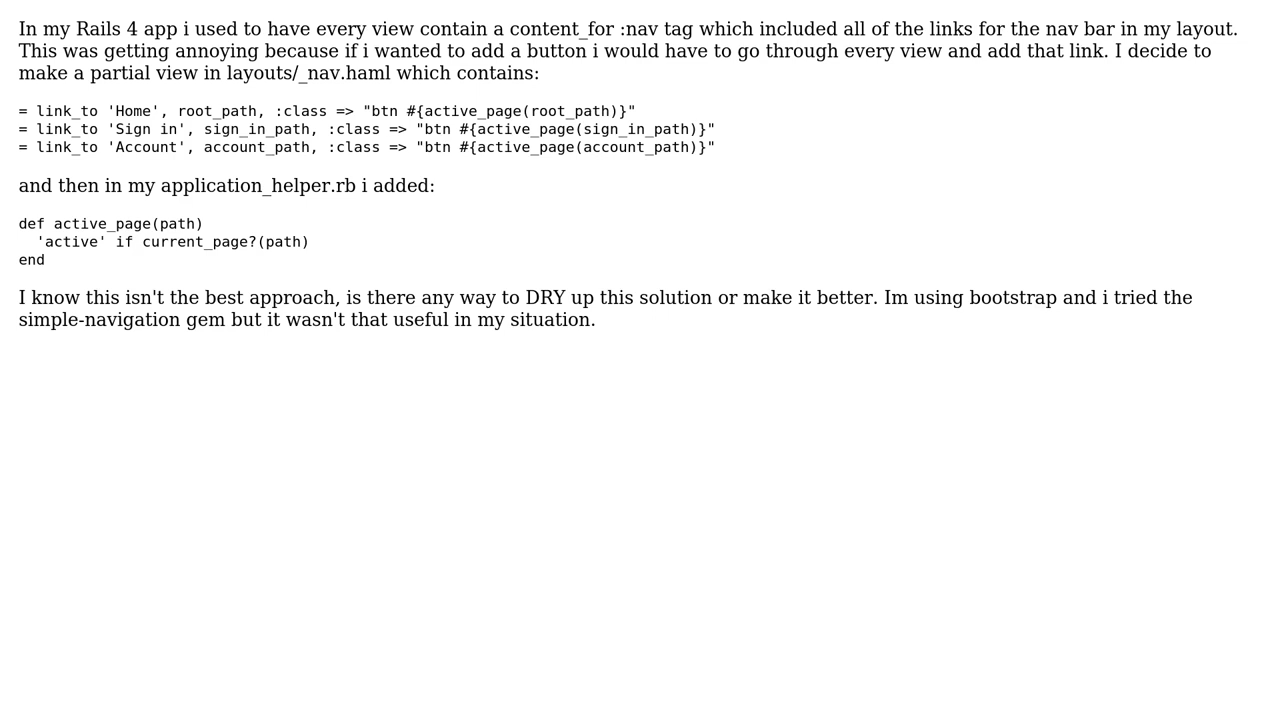 In my Rails 4 app i used to have every view contain a content_for :nav tag which included all of the links for the nav bar in my layout.
This was getting annoying because if i wanted to add a button i would have to go through every view and add that link. I decide to
make a partial view in layouts/_nav.haml which contains:
= link_to 'Home', root_path, :class => "btn #{active_page(root_path)}"
= link_to 'Sign in', sign_in_path, :class => "btn #{active_page(sign_in_path)}"
= link_to 'Account', account_path, :class => "btn #{active_page(account_path)}"
and then in my application_helper.rb i added:
def active_page(path)
  'active' if current_page?(path)
end
I know this isn't the best approach, is there any way to DRY up this solution or make it better. Im using bootstrap and i tried the
simple-navigation gem but it wasn't that useful in my situation.